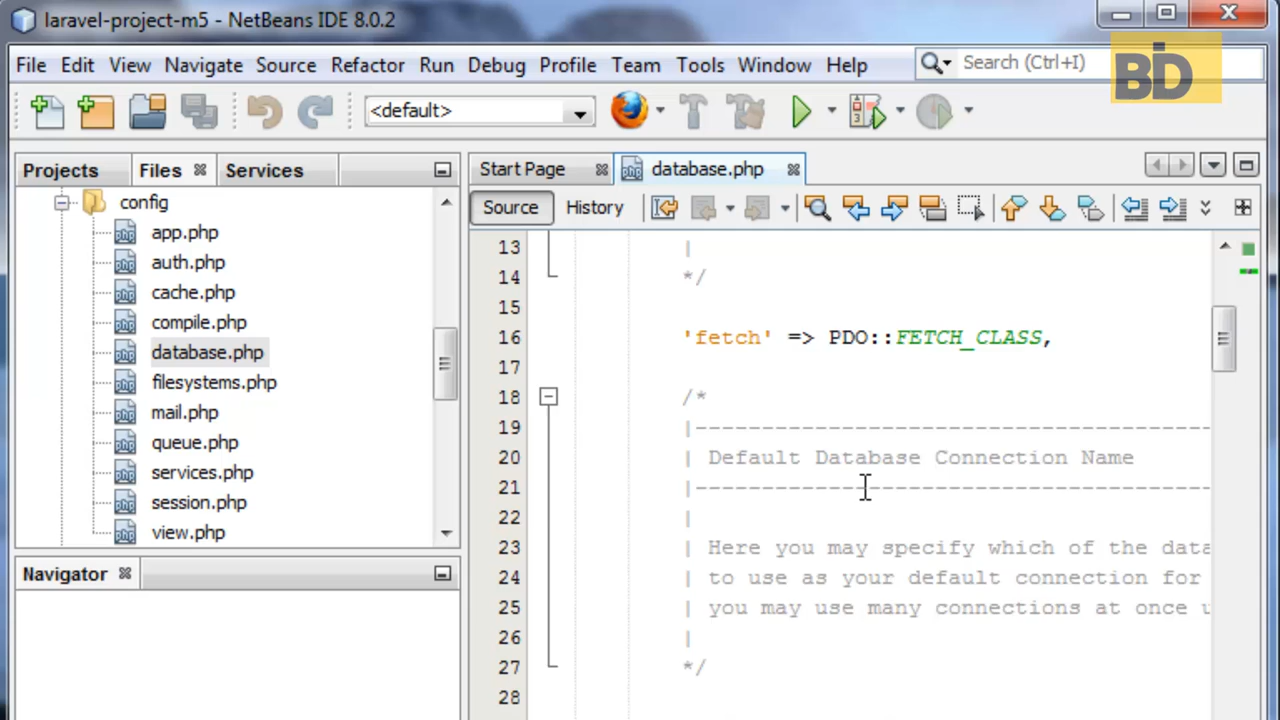 laravel-project-m5 - NetBeans IDE 8.0.2
BID
File Edit View Navigate Source Refactor Run Debug Profile Team Tools Window Help
Search (Ctrl+I)
<default>
Projects Files Services
Start Page database.php
Source History
config
app.php
auth.php
cache.php
compile.php
database.php
filesystems.php
mail.php
queue.php
services.php
session.php
view.php
Navigator
13 |
14 */
15
16 'fetch' => PDO::FETCH_CLASS,
17
18 /*
19 |---------------------------------------
20 | Default Database Connection Name
21 |---------------------------------------
22 |
23 | Here you may specify which of the data
24 | to use as your default connection for
25 | you may use many connections at once u
26 |
27 */
28